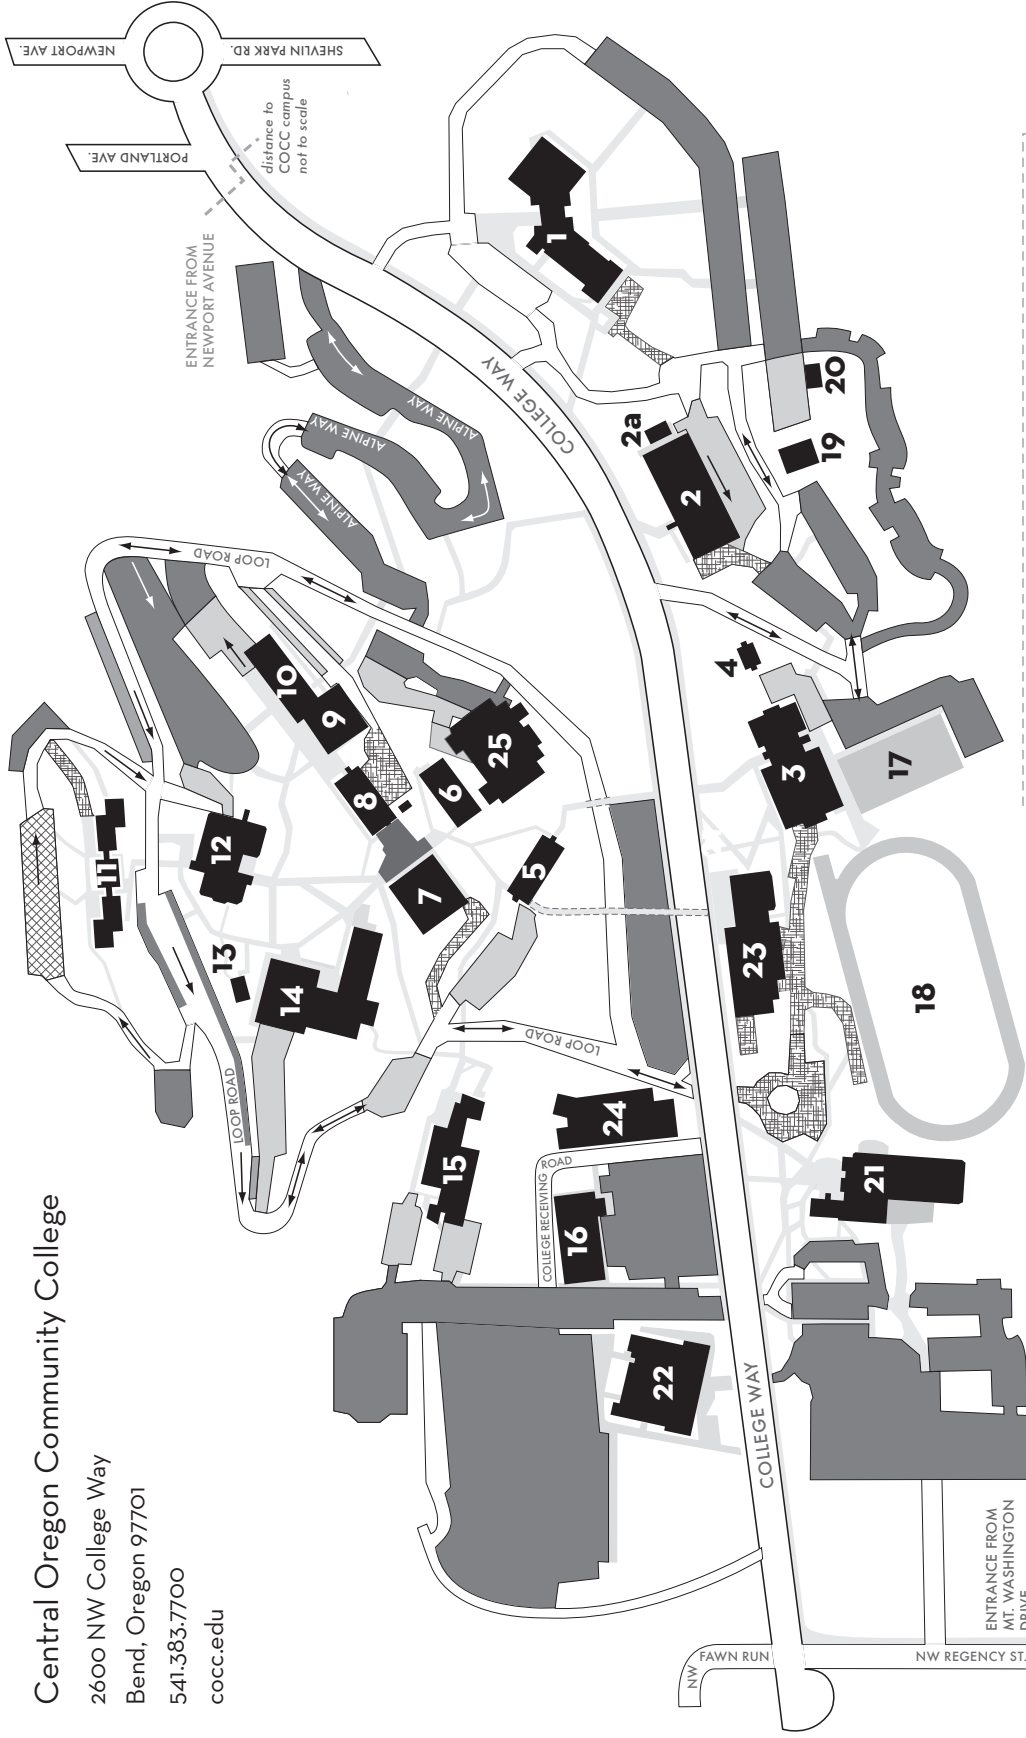 Central Oregon Community College
2600 NW College Way
Bend, Oregon 97701
541.383.7700
cocc.edu
NEWPORT AVE.
SHEVLIN PARK RD.
PORTLAND AVE.
distance to
COCC campus
not to scale
ENTRANCE FROM
NEWPORT AVENUE
COLLEGE WAY
ALPINE WAY
ALPINE WAY
ALPINE WAY
LOOP ROAD
LOOP ROAD
LOOP ROAD
COLLEGE RECEIVING
ROAD
COLLEGE WAY
NW
FAWN RUN
NW REGENCY ST.
ENTRANCE FROM
MT. WASHINGTON
DRIVE
1
2a
2
20
19
4
3
17
10
9
8
25
6
7
5
11
12
13
14
23
18
15
24
16
21
22